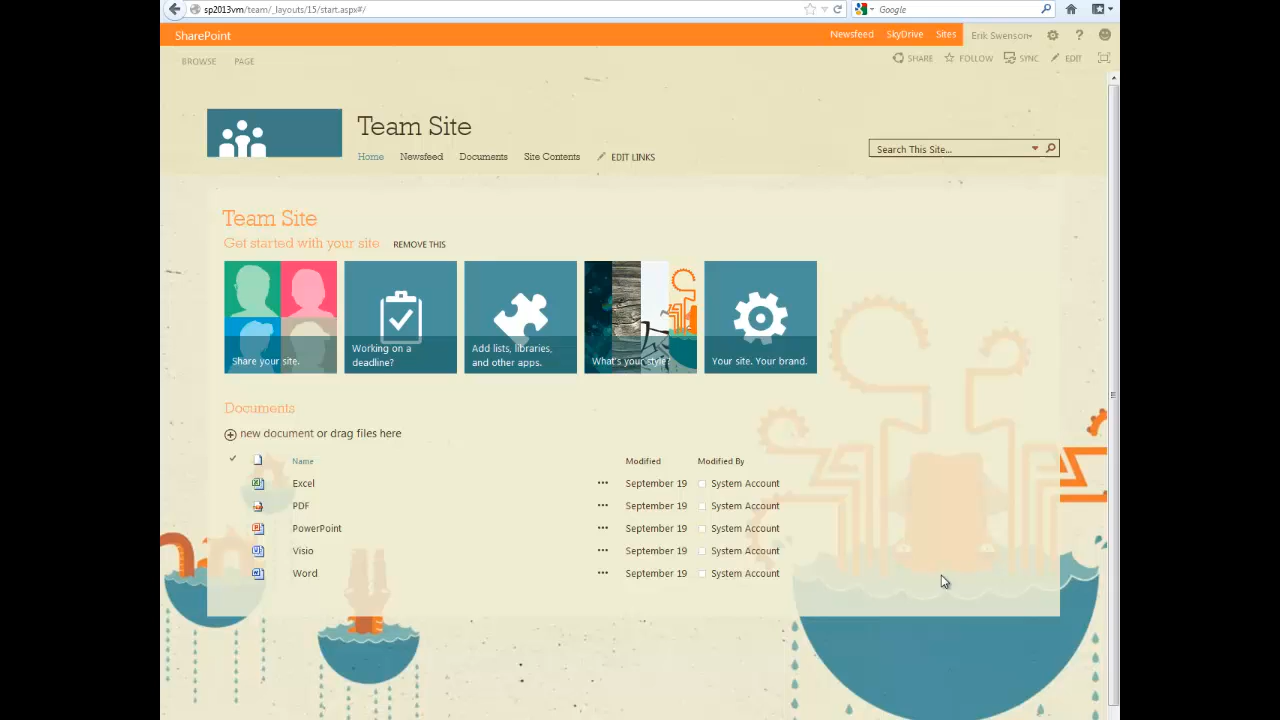 sp2013vm/team/_layouts/15/start.aspx#/
Google
SharePoint
Newsfeed SkyDrive Sites Erik Swenson
BROWSE PAGE
SHARE FOLLOW SYNC EDIT
Team Site
Home Newsfeed Documents Site Contents EDIT LINKS
Search This Site...
Team Site
Get started with your site REMOVE THIS
Share your site.
Working on a
deadline?
Add lists, libraries,
and other apps.
What's your style?
Your site. Your brand.
Documents
new document or drag files here
Name Modified Modified By
Excel ... September 19 System Account
PDF ... September 19 System Account
PowerPoint ... September 19 System Account
Visio ... September 19 System Account
Word ... September 19 System Account